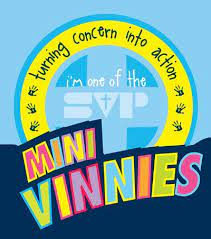 turning concern into action
i'm one of the
SVP
MINI
VINNIES